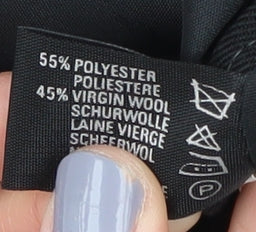 55% POLYESTER
POLIESTERE
45% VIRGIN WOOL
SCHURWOLLE
LAINE VIERGE
SCHEERWOL
P